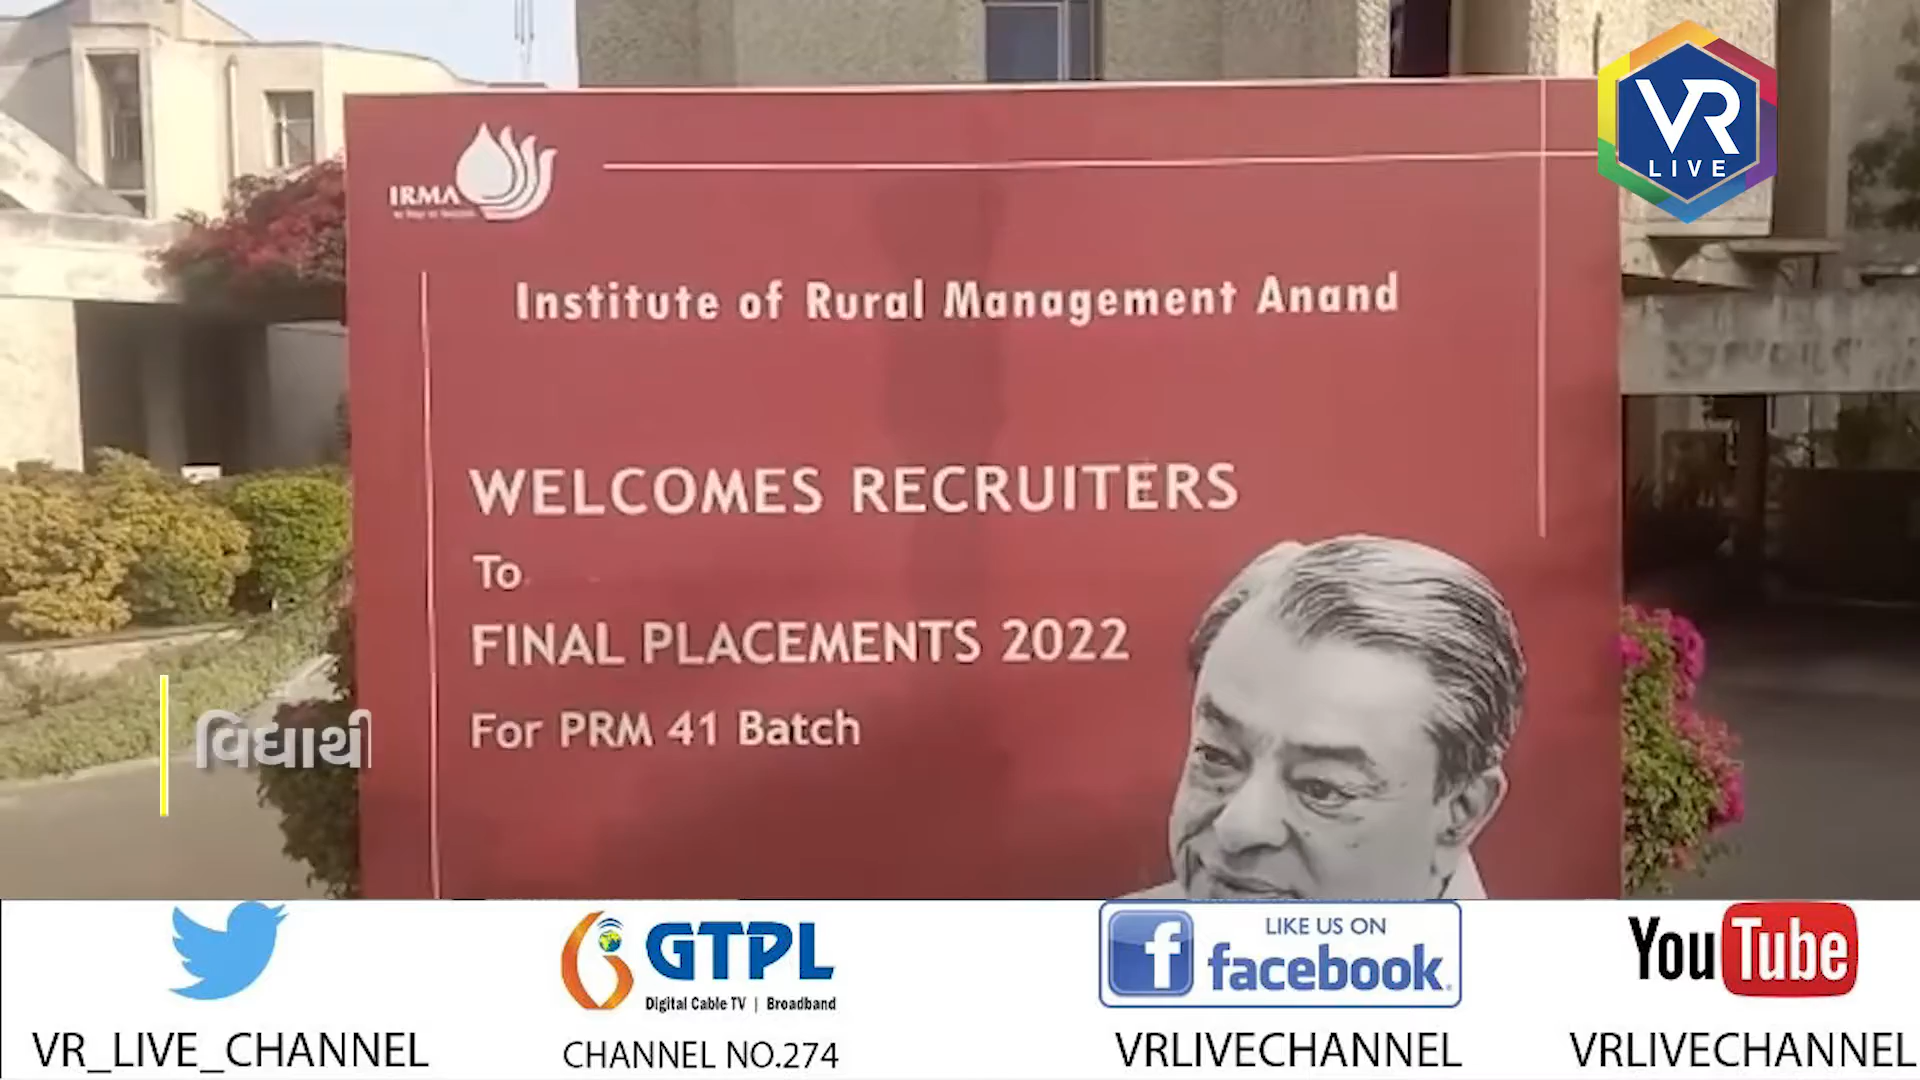 VR
LIVE
IRMA
Institute of Rural Management Anand
WELCOMES RECRUITERS
To
FINAL PLACEMENTS 2022
For PRM 41 Batch
વિદ્યાર્થી
LIKE US ON
facebook.
GTPL
Digital Cable TV | Broadband
YouTube
VR_LIVE_CHANNEL
CHANNEL NO.274
VRLIVECHANNEL
VRLIVECHANNEL